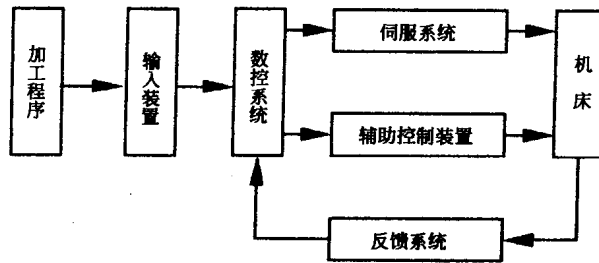 加工程序
输入装置
数控系统
伺服系统
辅助控制装置
机床
反馈系统